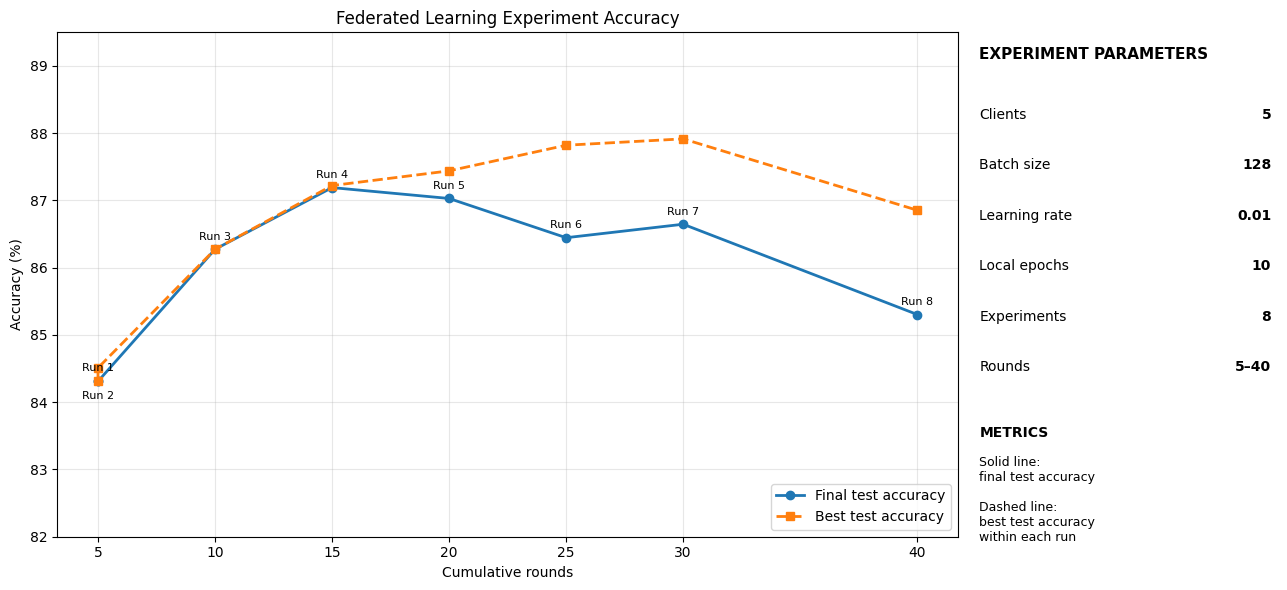 Federated Learning Experiment Accuracy
Accuracy (%)
89
88
87
86
85
84
83
82
Run 1
Run 2
Run 3
Run 4
Run 5
Run 6
Run 7
Run 8
Final test accuracy
Best test accuracy
5 10 15 20 25 30 40
Cumulative rounds
EXPERIMENT PARAMETERS
Clients 5
Batch size 128
Learning rate 0.01
Local epochs 10
Experiments 8
Rounds 5–40
METRICS
Solid line:
final test accuracy
Dashed line:
best test accuracy
within each run